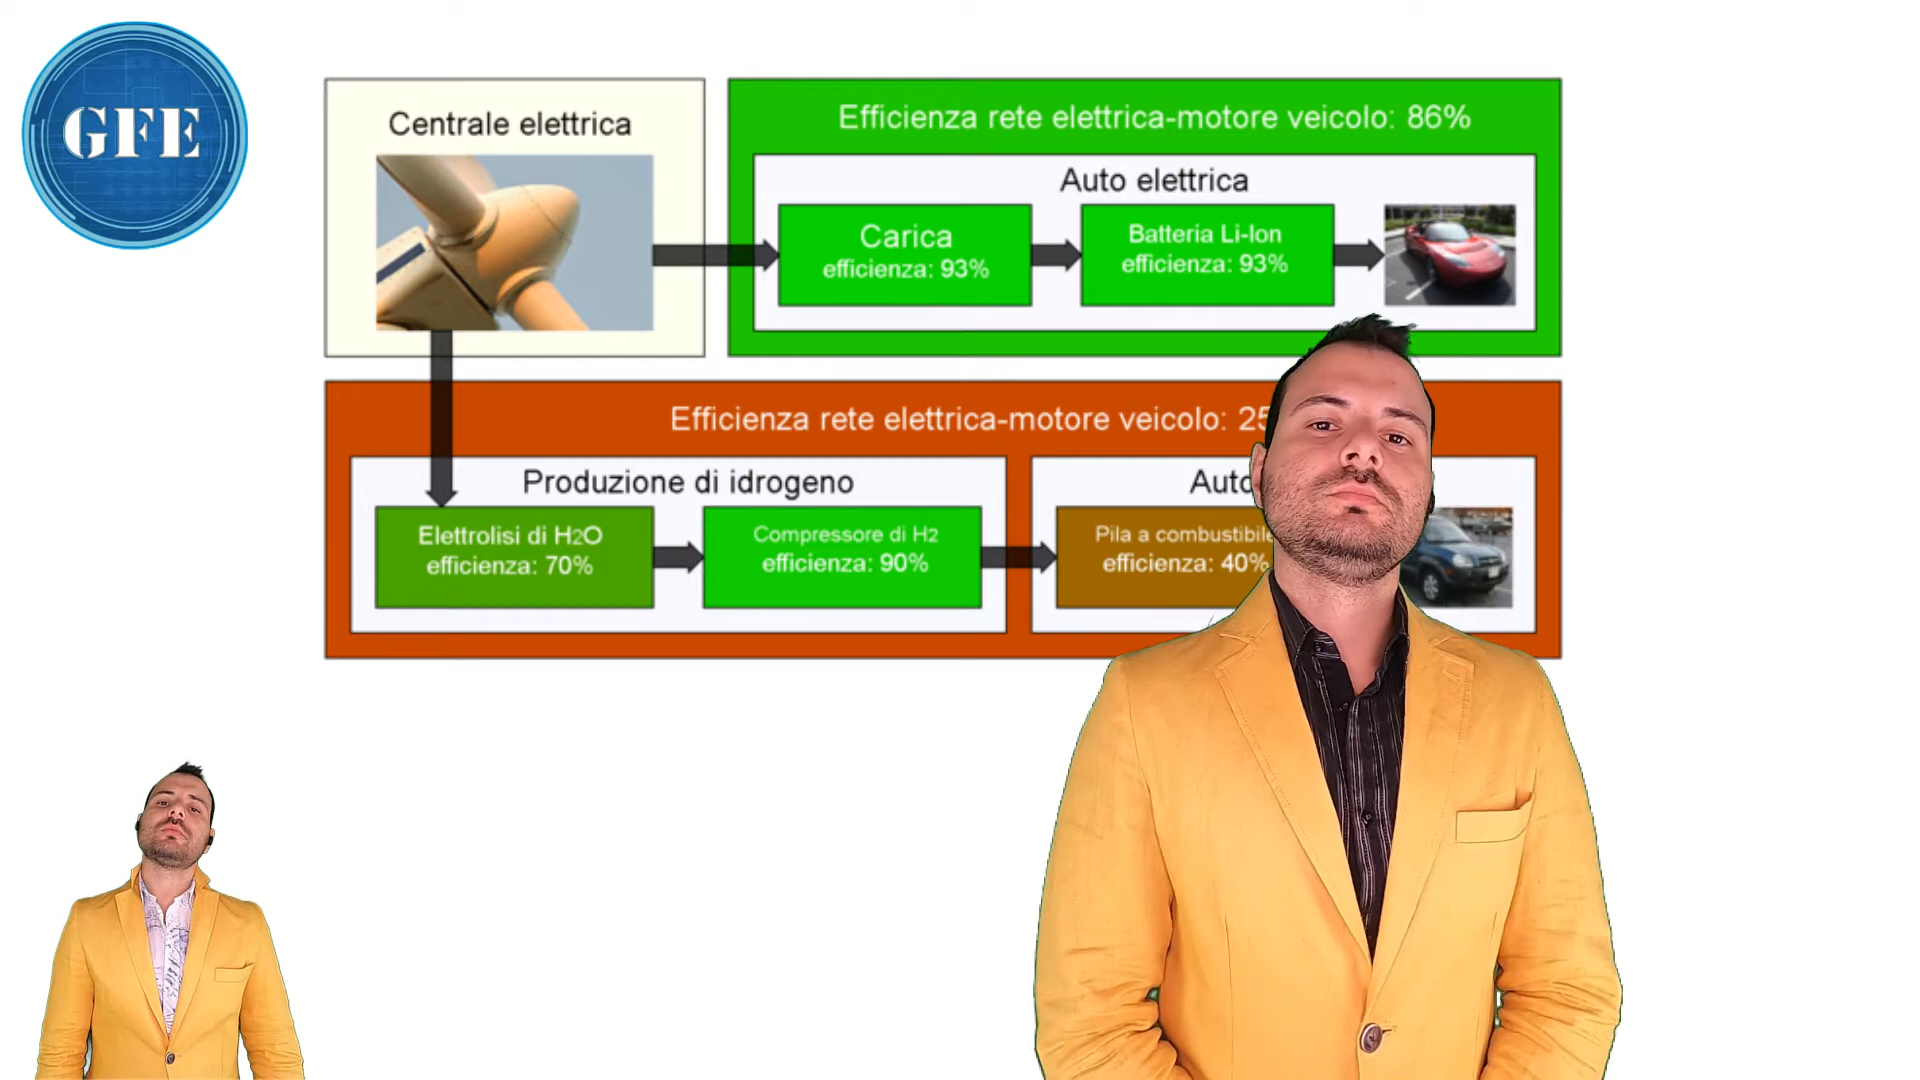 GFE
Centrale elettrica
Efficienza rete elettrica-motore veicolo: 86%
Auto elettrica
Carica
efficienza: 93%
Batteria Li-Ion
efficienza: 93%
Efficienza rete elettrica-motore veicolo: 25
Produzione di idrogeno
Auto
Elettrolisi di H2O
efficienza: 70%
Compressore di H2
efficienza: 90%
Pila a combustibile
efficienza: 40%